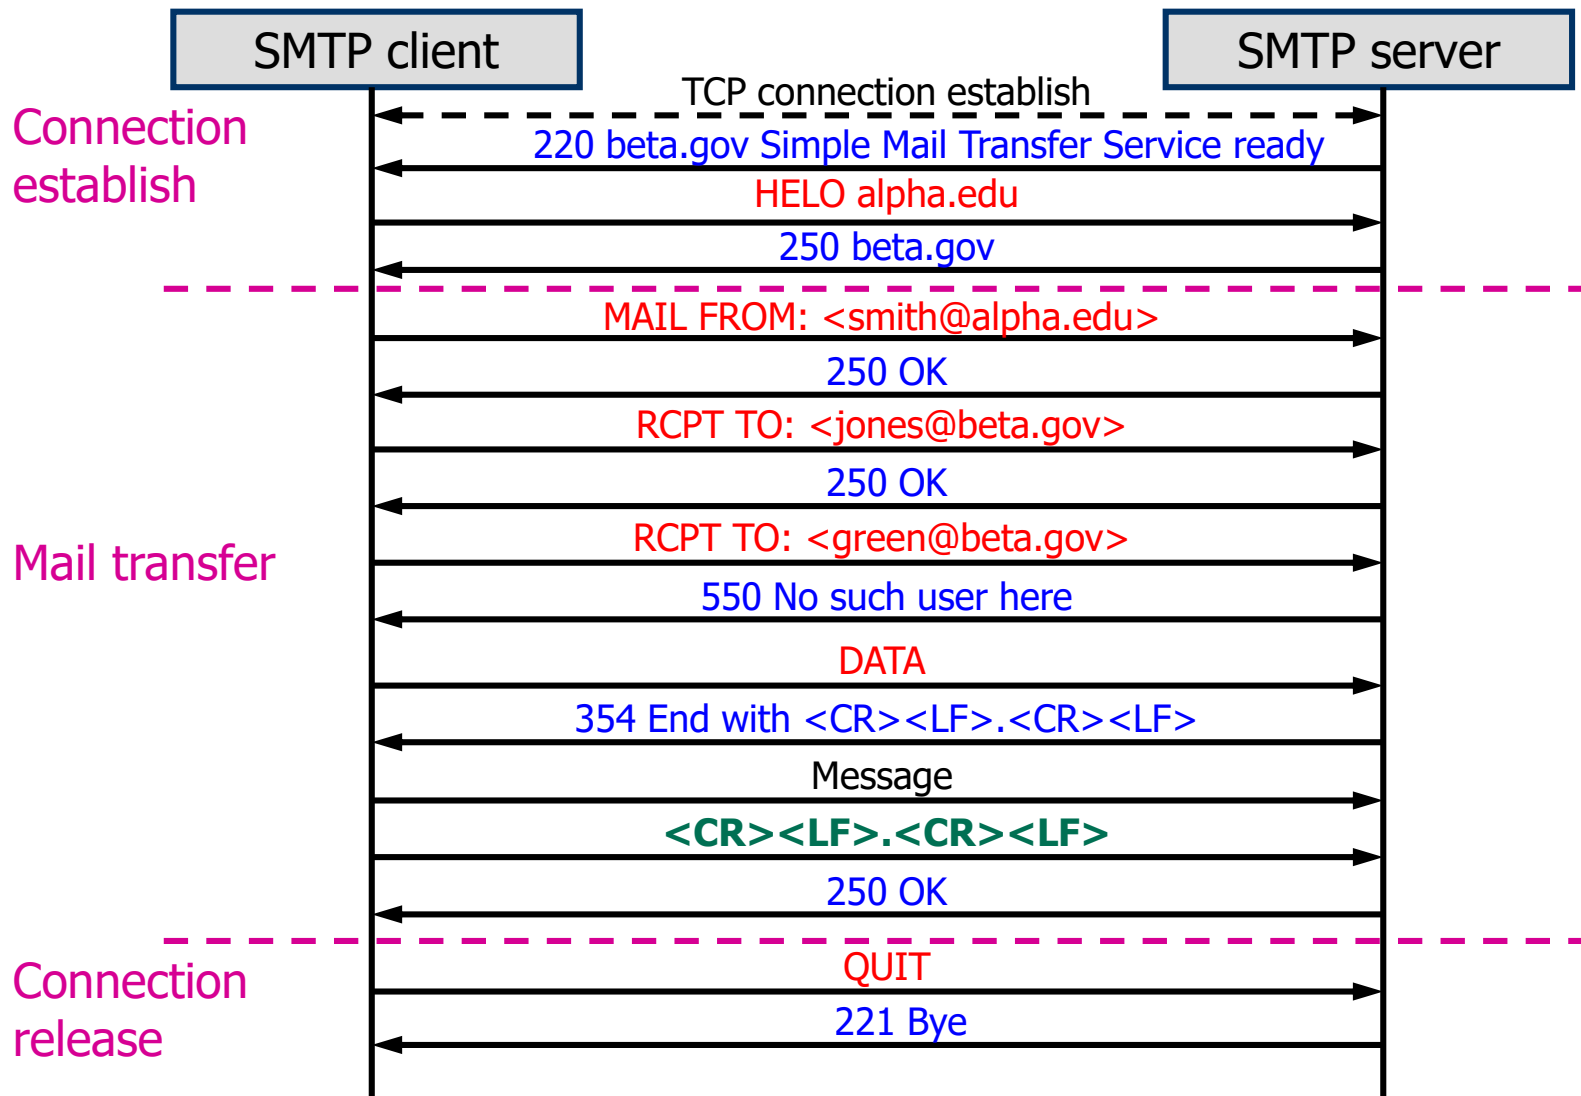 SMTP client
SMTP server
Connection
establish
TCP connection establish
220 beta.gov Simple Mail Transfer Service ready
HELO alpha.edu
250 beta.gov
Mail transfer
MAIL FROM: <smith@alpha.edu>
250 OK
RCPT TO: <jones@beta.gov>
250 OK
RCPT TO: <green@beta.gov>
550 No such user here
DATA
354 End with <CR><LF>.<CR><LF>
Message
<CR><LF>.<CR><LF>
250 OK
Connection
release
QUIT
221 Bye